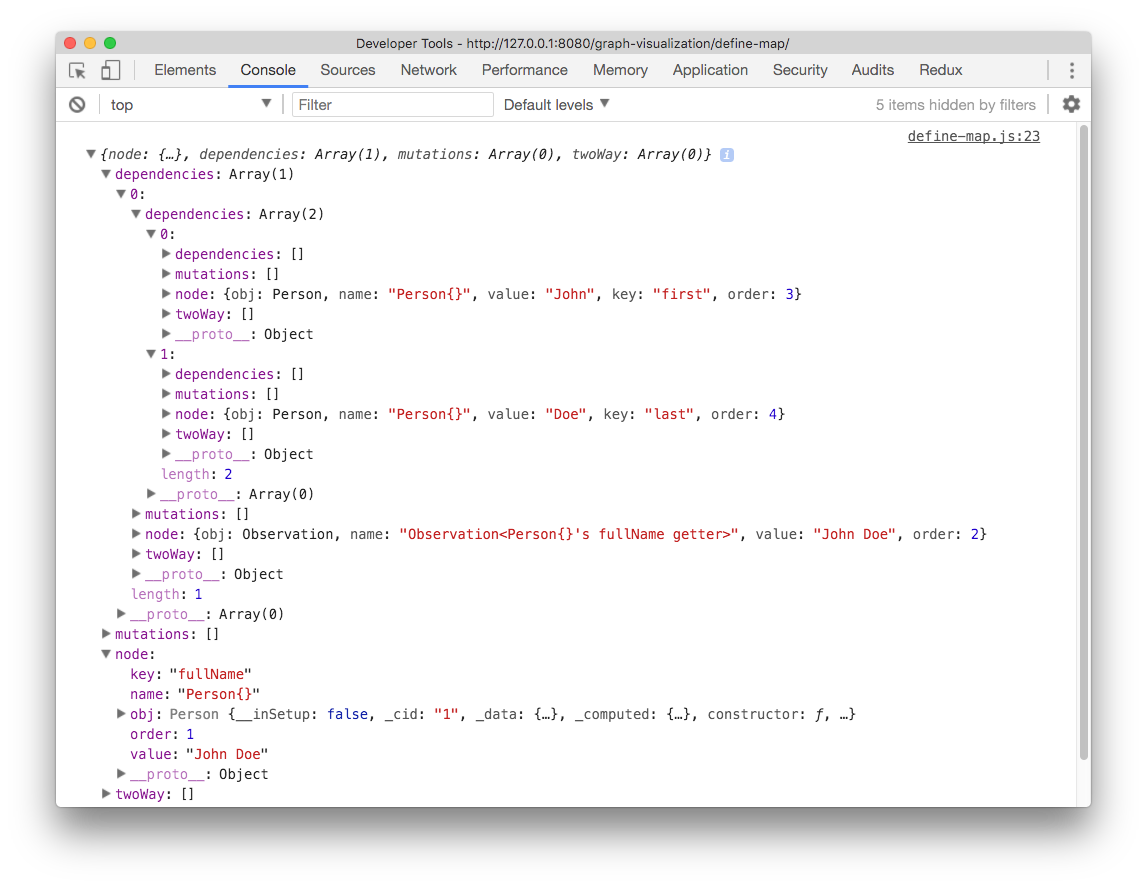 Developer Tools - http://127.0.0.1:8080/graph-visualization/define-map/
Elements Console Sources Network Performance Memory Application Security Audits Redux
top Filter Default levels 5 items hidden by filters
define-map.js:23
{node: {…}, dependencies: Array(1), mutations: Array(0), twoWay: Array(0)} i
dependencies: Array(1)
0:
dependencies: Array(2)
0:
dependencies: []
mutations: []
node: {obj: Person, name: "Person{}", value: "John", key: "first", order: 3}
twoWay: []
__proto__: Object
1:
dependencies: []
mutations: []
node: {obj: Person, name: "Person{}", value: "Doe", key: "last", order: 4}
twoWay: []
__proto__: Object
length: 2
__proto__: Array(0)
mutations: []
node: {obj: Observation, name: "Observation<Person{}'s fullName getter>", value: "John Doe", order: 2}
twoWay: []
__proto__: Object
length: 1
__proto__: Array(0)
mutations: []
node:
key: "fullName"
name: "Person{}"
obj: Person {__inSetup: false, _cid: "1", _data: {…}, _computed: {…}, constructor: ƒ, …}
order: 1
value: "John Doe"
__proto__: Object
twoWay: []